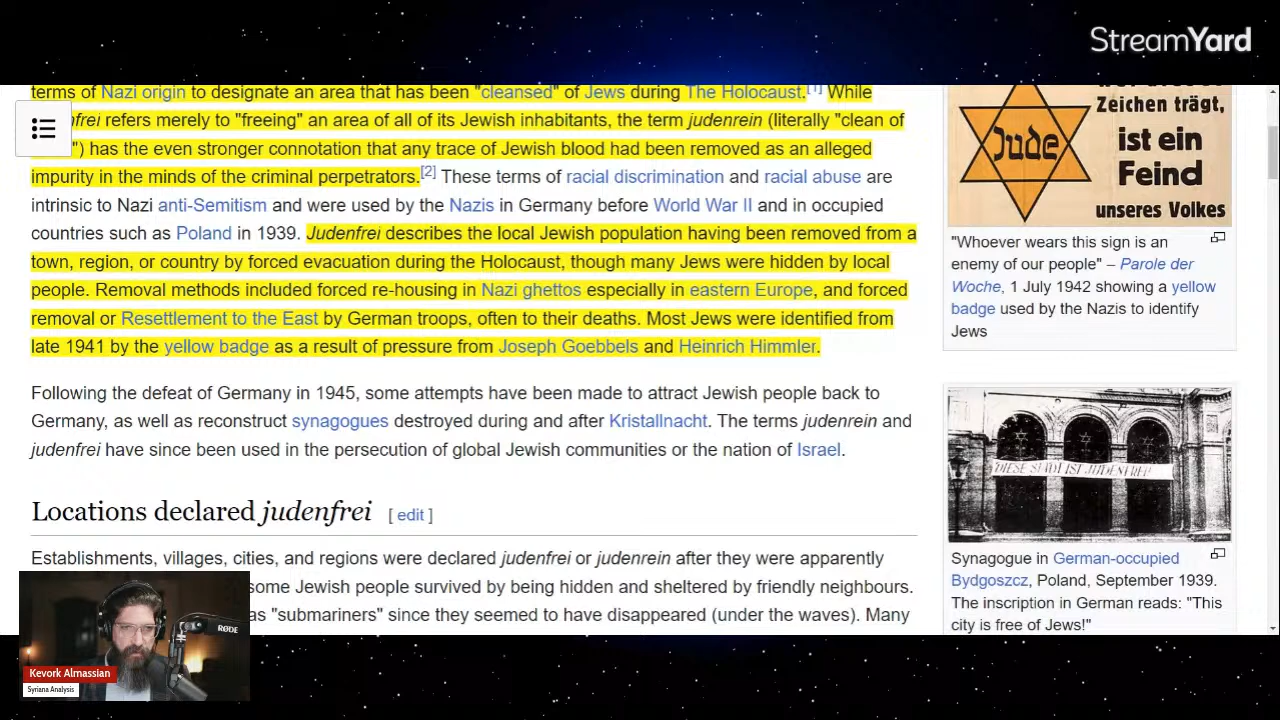 StreamYard
terms of Nazi origin to designate an area that has been "cleansed" of Jews during The Holocaust.[1] While
frei refers merely to "freeing" an area of all of its Jewish inhabitants, the term judenrein (literally "clean of
") has the even stronger connotation that any trace of Jewish blood had been removed as an alleged
impurity in the minds of the criminal perpetrators.[2] These terms of racial discrimination and racial abuse are
intrinsic to Nazi anti-Semitism and were used by the Nazis in Germany before World War II and in occupied
countries such as Poland in 1939. Judenfrei describes the local Jewish population having been removed from a
town, region, or country by forced evacuation during the Holocaust, though many Jews were hidden by local
people. Removal methods included forced re-housing in Nazi ghettos especially in eastern Europe, and forced
removal or Resettlement to the East by German troops, often to their deaths. Most Jews were identified from
late 1941 by the yellow badge as a result of pressure from Joseph Goebbels and Heinrich Himmler.
Following the defeat of Germany in 1945, some attempts have been made to attract Jewish people back to
Germany, as well as reconstruct synagogues destroyed during and after Kristallnacht. The terms judenrein and
judenfrei have since been used in the persecution of global Jewish communities or the nation of Israel.
Locations declared judenfrei [ edit ]
Establishments, villages, cities, and regions were declared judenfrei or judenrein after they were apparently
some Jewish people survived by being hidden and sheltered by friendly neighbours.
as "submariners" since they seemed to have disappeared (under the waves). Many
Zeichen trägt,
ist ein
Feind
unseres Volkes
Jude
"Whoever wears this sign is an
enemy of our people" – Parole der
Woche, 1 July 1942 showing a yellow
badge used by the Nazis to identify
Jews
DIESE STADT IST JUDENFREI
Synagogue in German-occupied
Bydgoszcz, Poland, September 1939.
The inscription in German reads: "This
city is free of Jews!"
RØDE
Kevork Almassian
Syriana Analysis